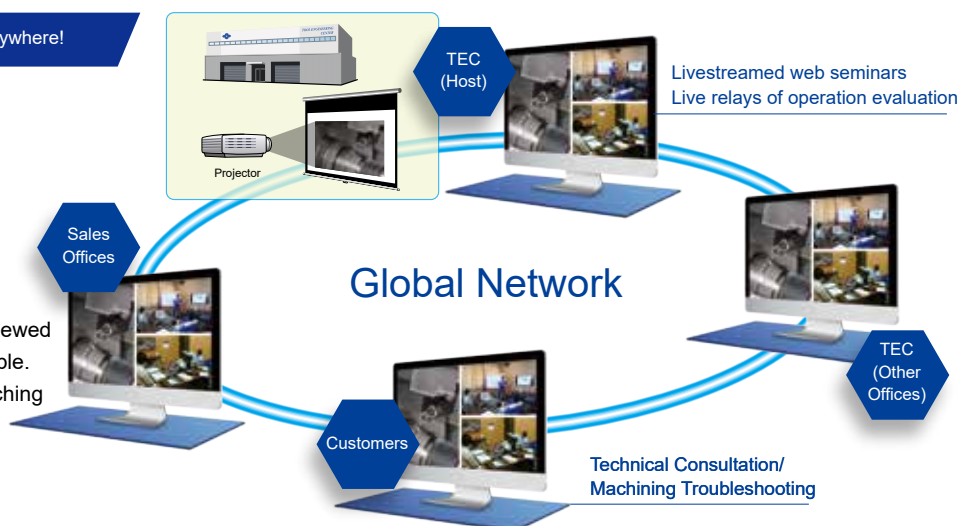 ywhere!
TEC
(Host)
Livestreamed web seminars
Live relays of operation evaluation
Projector
Sales
Offices
Global Network
ewed
ple.
ching
TEC
(Other
Offices)
Customers
Technical Consultation/
Machining Troubleshooting